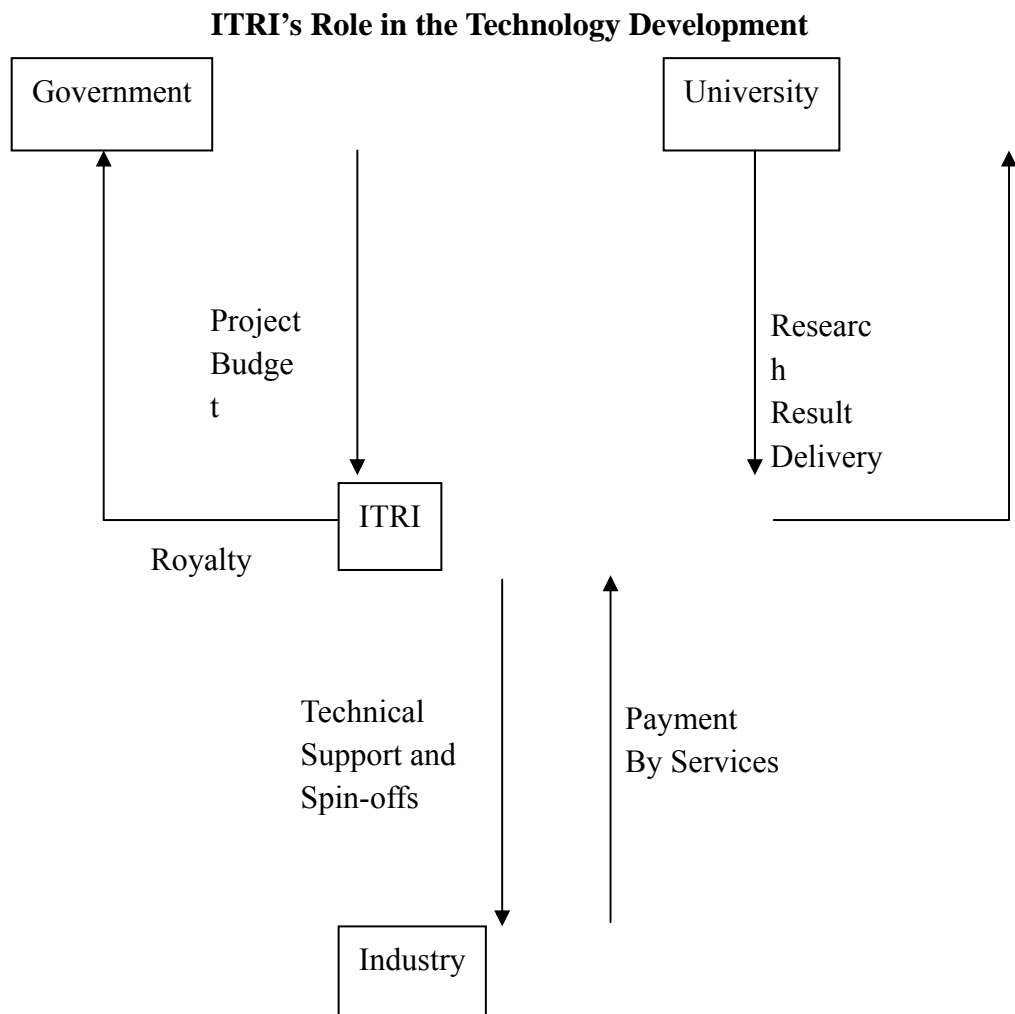 ITRI’s Role in the Technology Development
Government
University
Project
Budge
t
Researc
h
Result
Delivery
ITRI
Royalty
Technical
Support and
Spin-offs
Payment
By Services
Industry